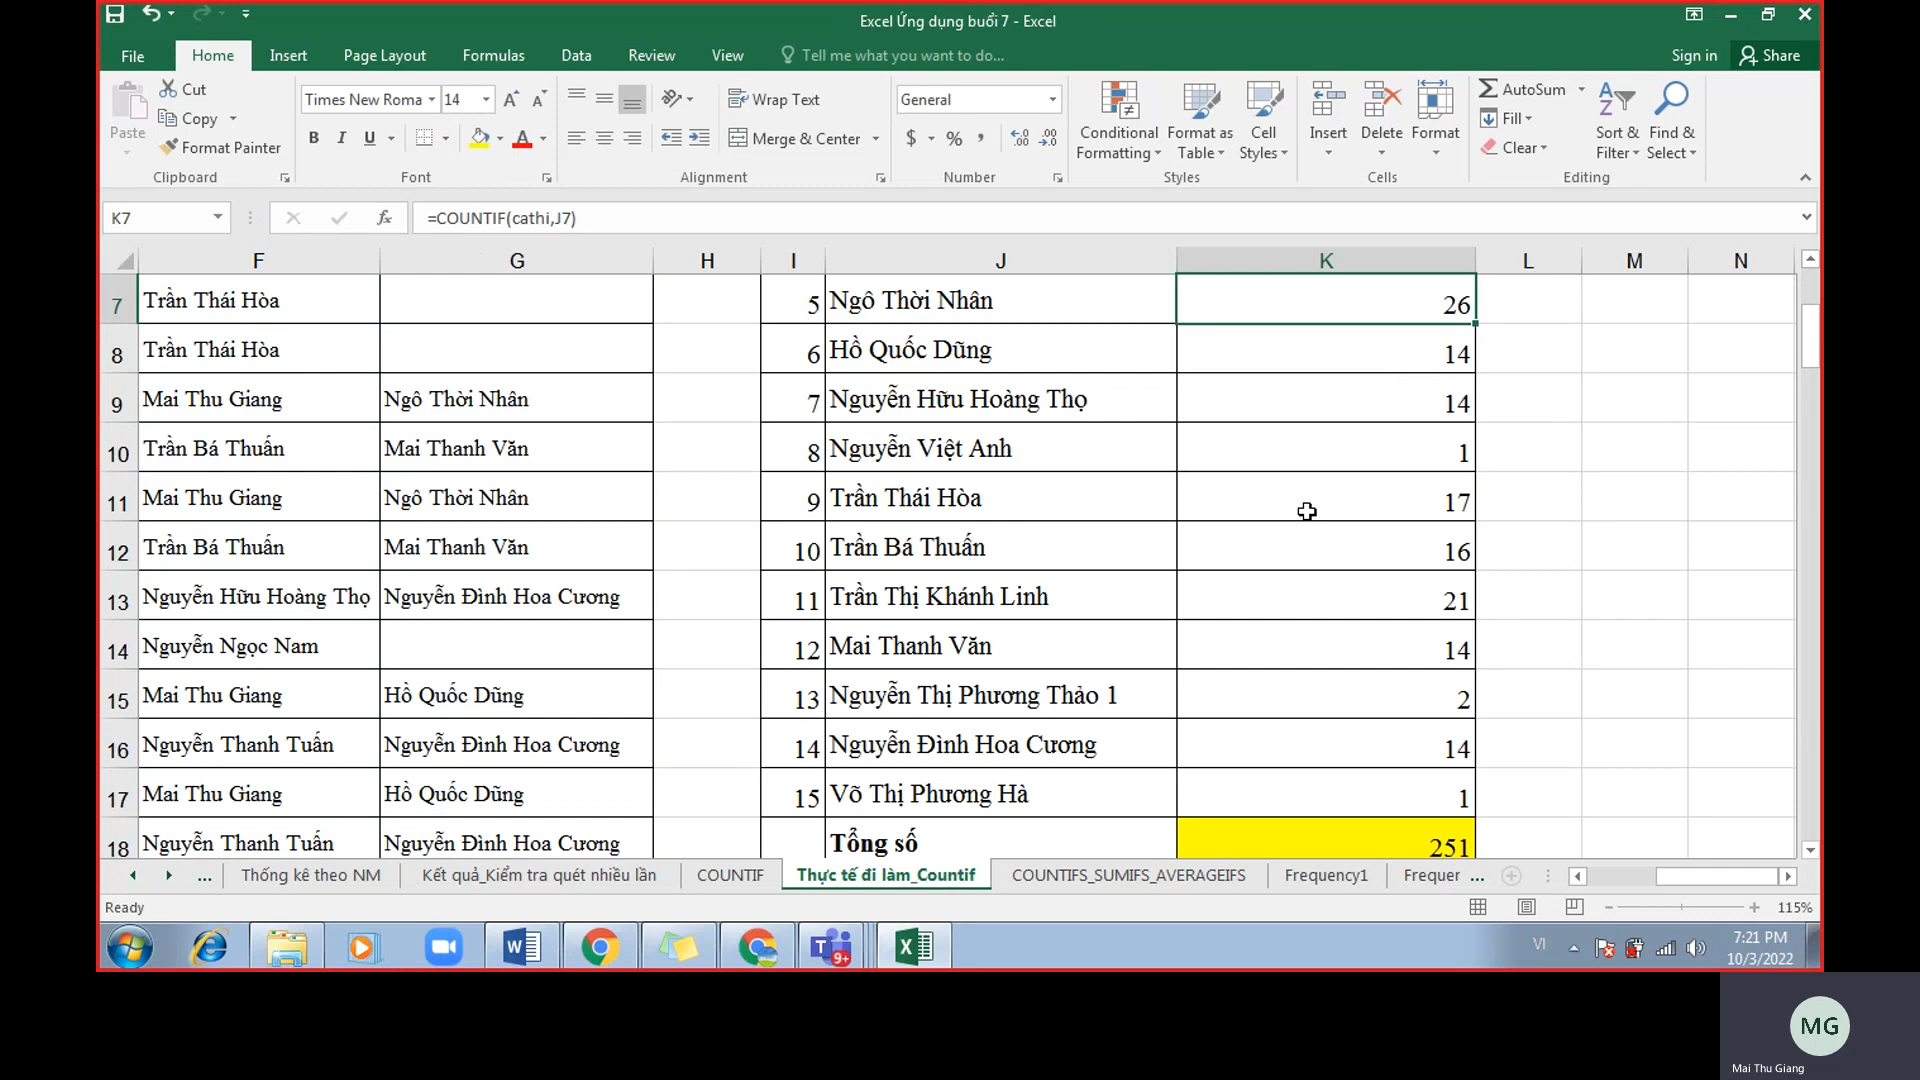 Excel Ứng dụng buổi 7 - Excel
File Home Insert Page Layout Formulas Data Review View Tell me what you want to do... Sign in Share
Paste Cut Copy Format Painter Clipboard
Times New Roma 14 B I U Font
Wrap Text Merge & Center Alignment
General $ % , Number
Conditional Formatting Format as Table Cell Styles Styles
Insert Delete Format Cells
AutoSum Fill Clear Sort & Filter Find & Select Editing
K7 fx =COUNTIF(cathi,J7)
F G H I J K L M N
7 Trần Thái Hòa 5 Ngô Thời Nhân 26
8 Trần Thái Hòa 6 Hồ Quốc Dũng 14
9 Mai Thu Giang Ngô Thời Nhân 7 Nguyễn Hữu Hoàng Thọ 14
10 Trần Bá Thuấn Mai Thanh Văn 8 Nguyễn Việt Anh 1
11 Mai Thu Giang Ngô Thời Nhân 9 Trần Thái Hòa 17
12 Trần Bá Thuấn Mai Thanh Văn 10 Trần Bá Thuấn 16
13 Nguyễn Hữu Hoàng Thọ Nguyễn Đình Hoa Cương 11 Trần Thị Khánh Linh 21
14 Nguyễn Ngọc Nam 12 Mai Thanh Văn 14
15 Mai Thu Giang Hồ Quốc Dũng 13 Nguyễn Thị Phương Thảo 1 2
16 Nguyễn Thanh Tuấn Nguyễn Đình Hoa Cương 14 Nguyễn Đình Hoa Cương 14
17 Mai Thu Giang Hồ Quốc Dũng 15 Võ Thị Phương Hà 1
18 Nguyễn Thanh Tuấn Nguyễn Đình Hoa Cương Tổng số 251
... Thống kê theo NM Kết quả_Kiểm tra quét nhiều lần COUNTIF Thực tế đi làm_Countif COUNTIFS_SUMIFS_AVERAGEIFS Frequency1 Frequer ...
Ready 115%
9+ VI 7:21 PM
10/3/2022
MG
Mai Thu Giang